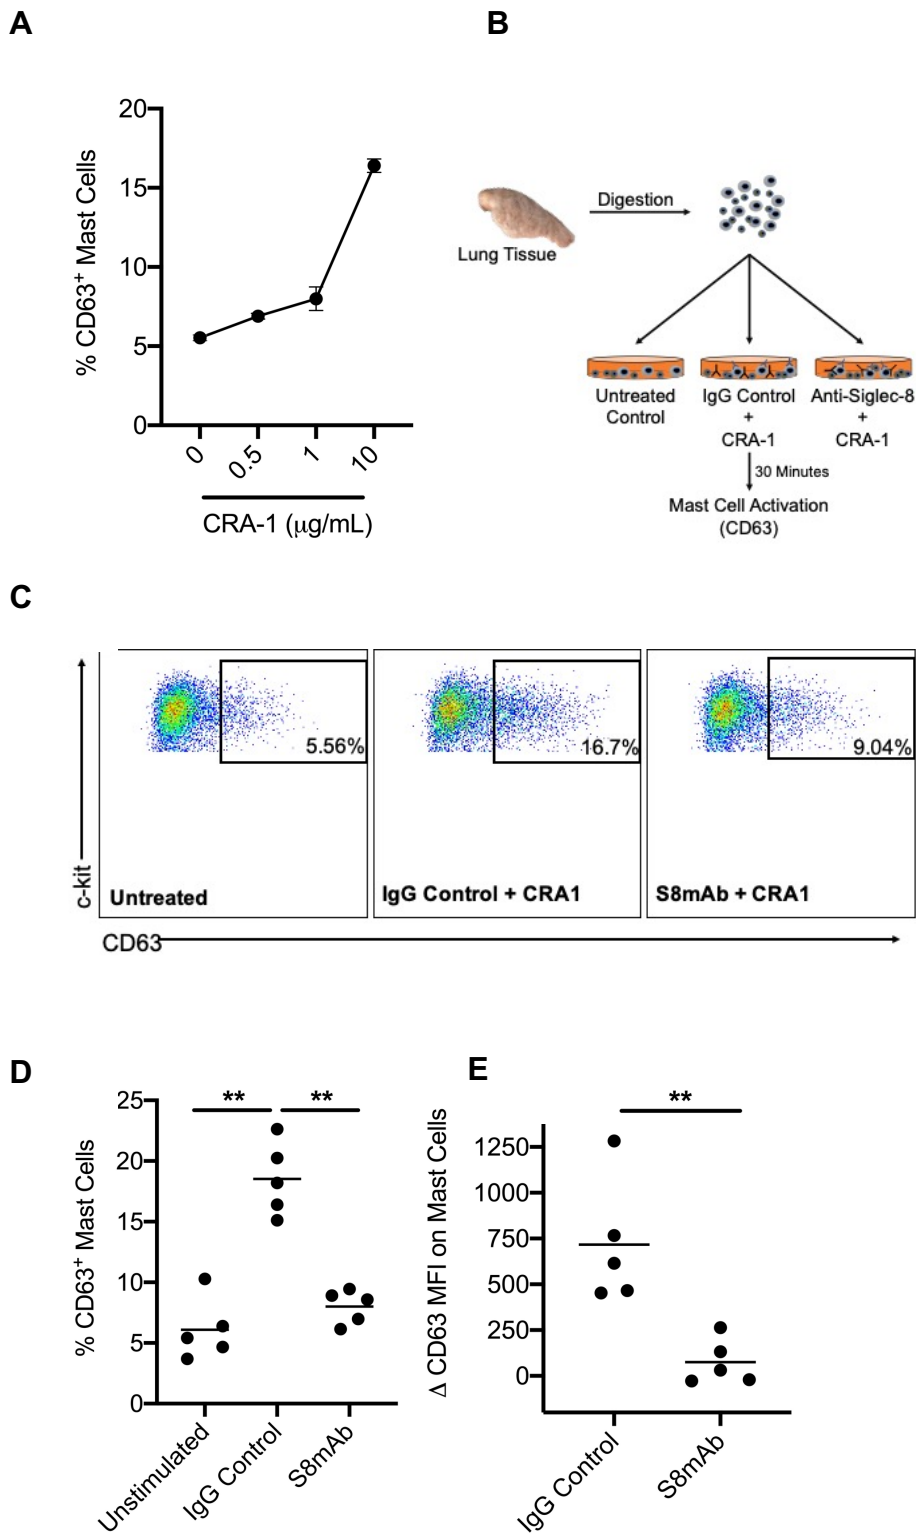 A
B
20
15
10
5
0
% CD63+ Mast Cells
0
0.5
1
10
CRA-1 (μg/mL)
Digestion
Lung Tissue
Untreated
Control
IgG Control
+
CRA-1
Anti-Siglec-8
+
CRA-1
30 Minutes
Mast Cell Activation
(CD63)
C
c-kit
5.56%
Untreated
16.7%
IgG Control + CRA1
9.04%
S8mAb + CRA1
CD63
D
25
20
15
10
5
0
% CD63+ Mast Cells
**
**
Unstimulated
IgG Control
S8mAb
E
1250
1000
750
500
250
0
Δ CD63 MFI on Mast Cells
**
IgG Control
S8mAb